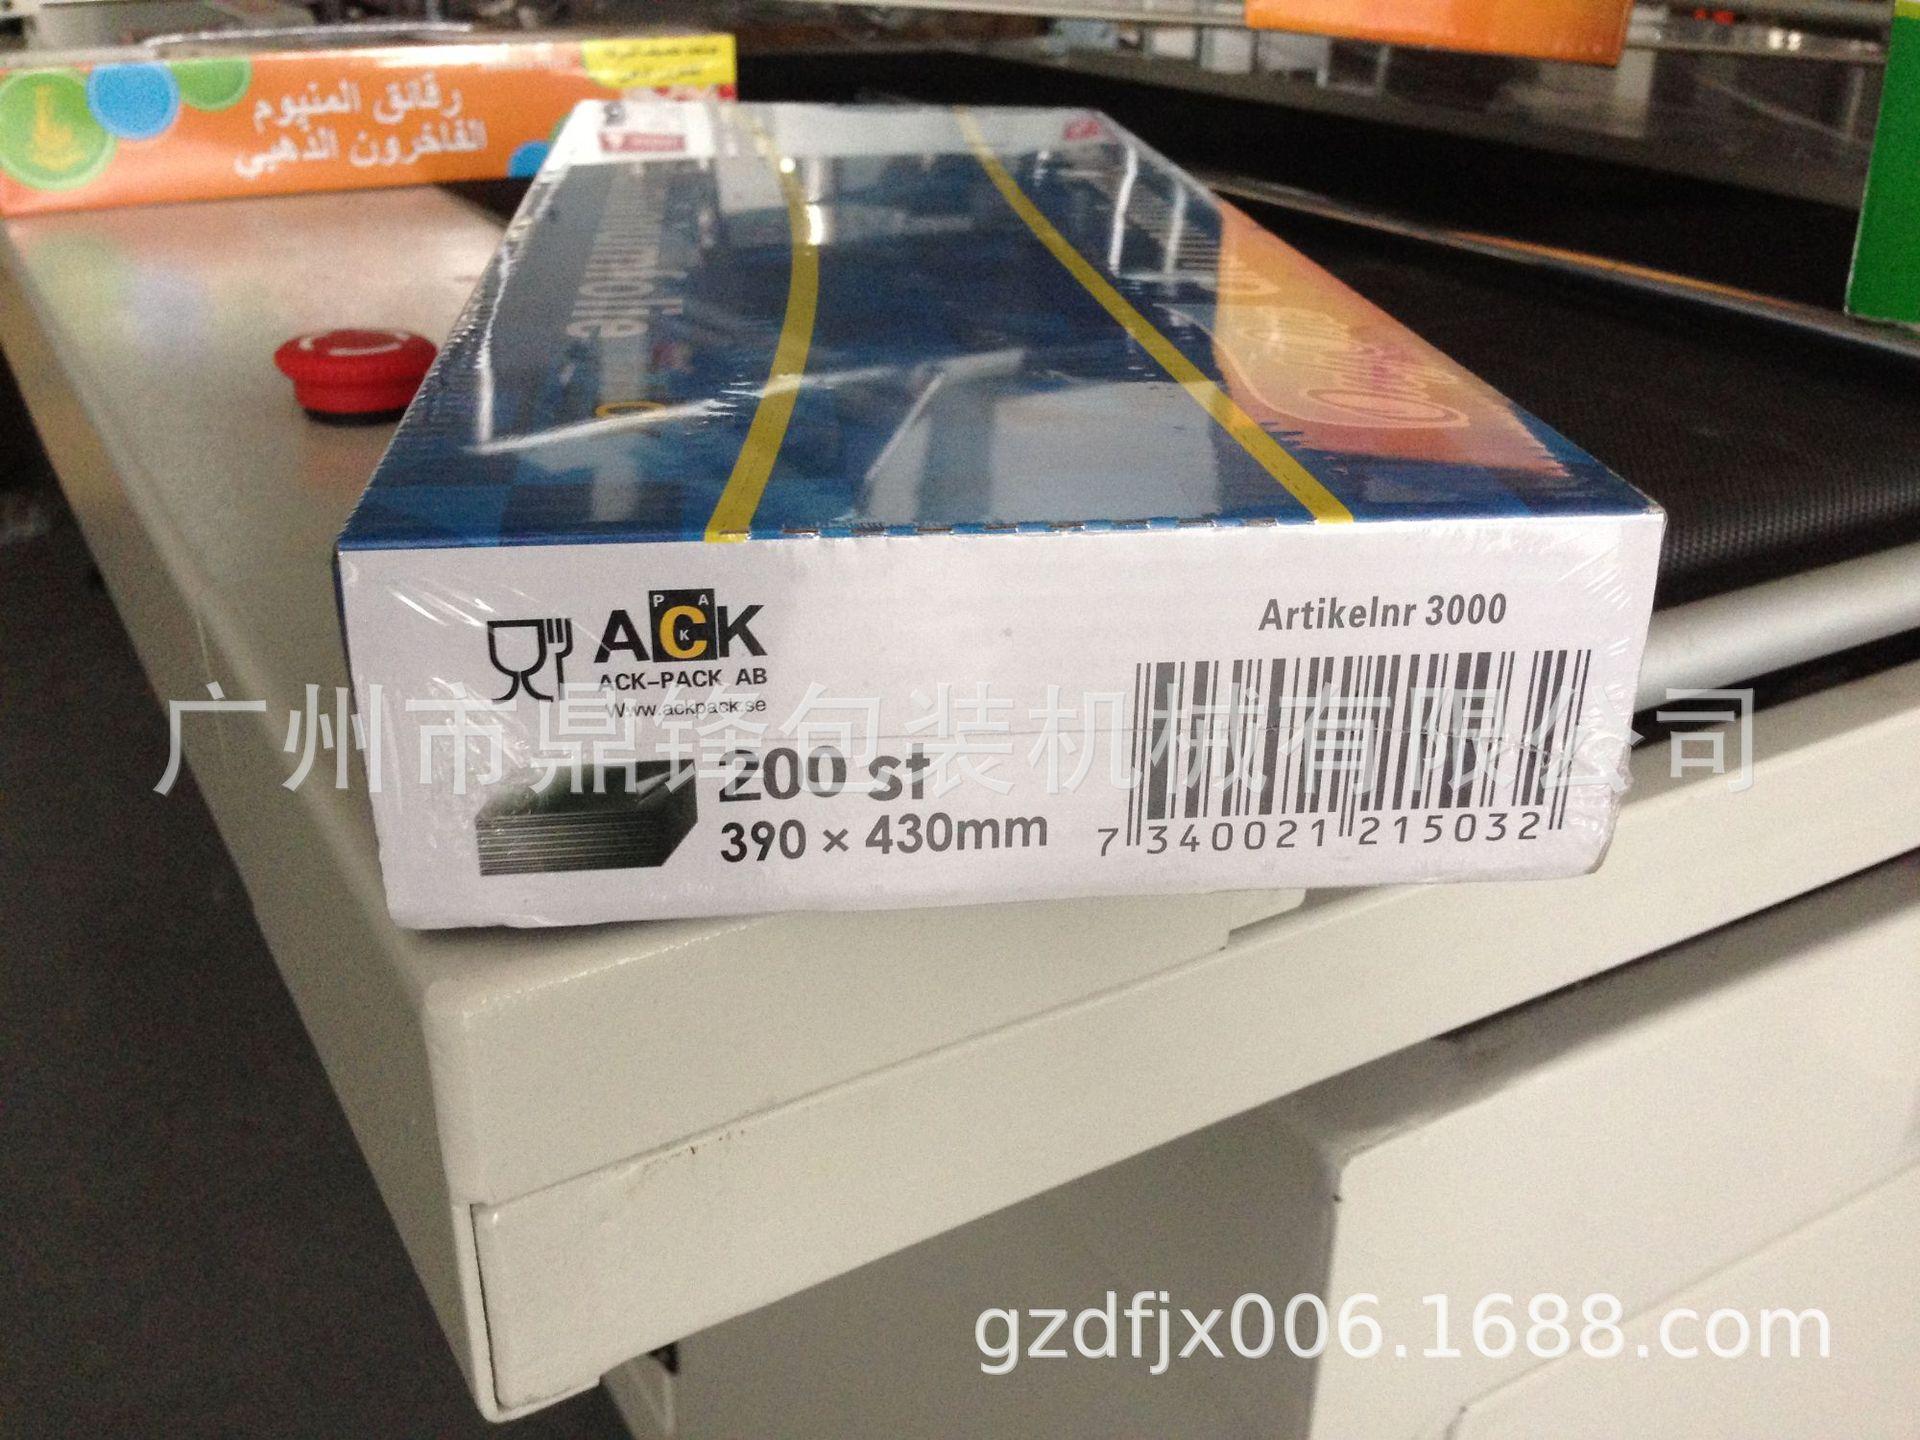 رقائق المنيوم
الفاخرون الذهبي
PACK
ACK
ACK-PACK AB
Www.ackpack.se
Artikelnr 3000
200 st
390 × 430mm
7 340021 215032
广州市鼎锋包装机械有限公司
gzdfjx006.1688.com